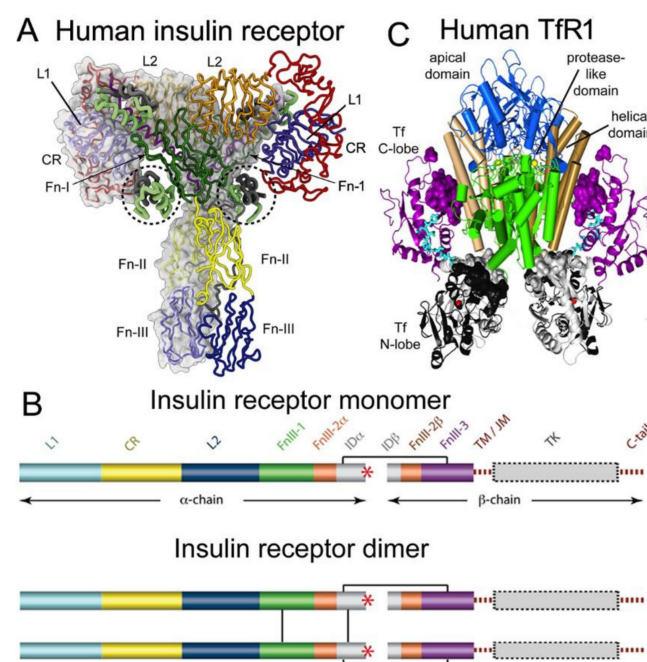 A Human insulin receptor
L2 L2
L1
L1
CR
CR
Fn-I
Fn-1
Fn-II
Fn-II
Fn-III
Fn-III
C Human TfR1
apical domain
protease-like domain
helical domain
Tf C-lobe
Tf N-lobe
B Insulin receptor monomer
L1 CR L2 FnIII-1 FnIII-2α IDα IDβ FnIII-2β FnIII-3 TM / JM TK C-tail
*
α-chain β-chain
Insulin receptor dimer
*
*